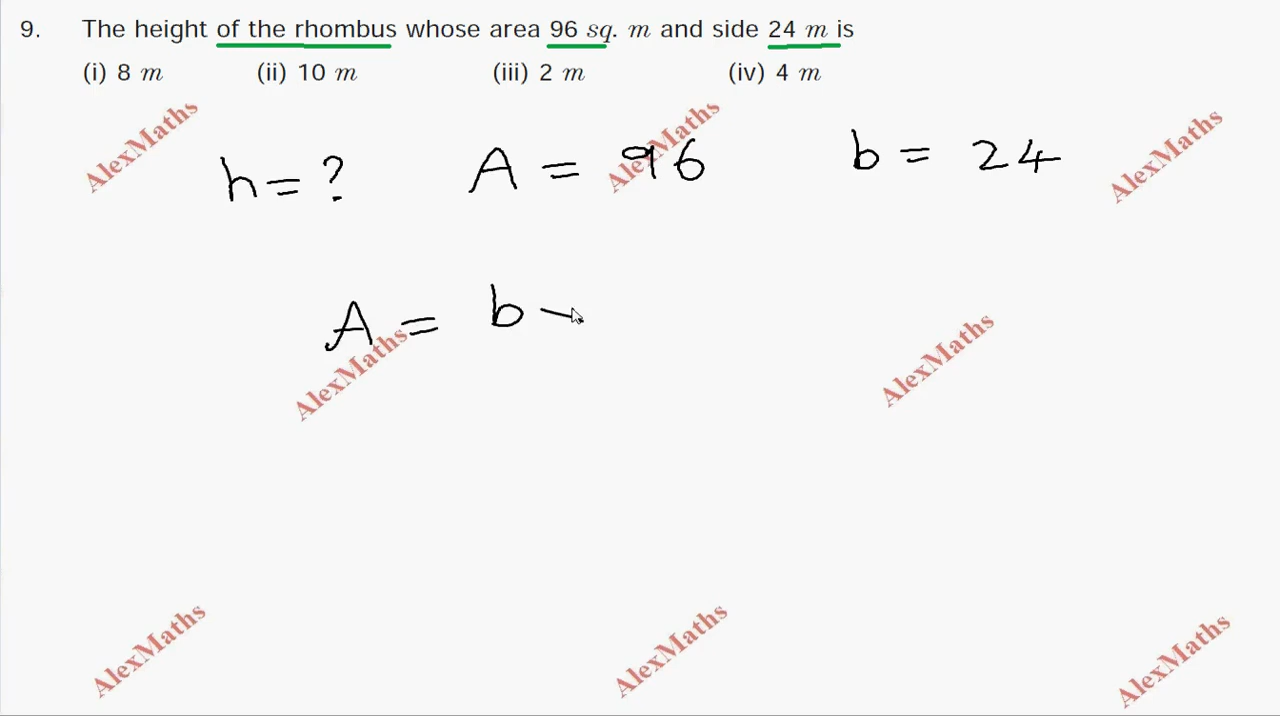 9. The height of the rhombus whose area 96 sq. m and side 24 m is
(i) 8 m (ii) 10 m (iii) 2 m (iv) 4 m
AlexMaths AlexMaths AlexMaths
h = ? A = 96 b = 24
A = b
AlexMaths AlexMaths
AlexMaths AlexMaths AlexMaths